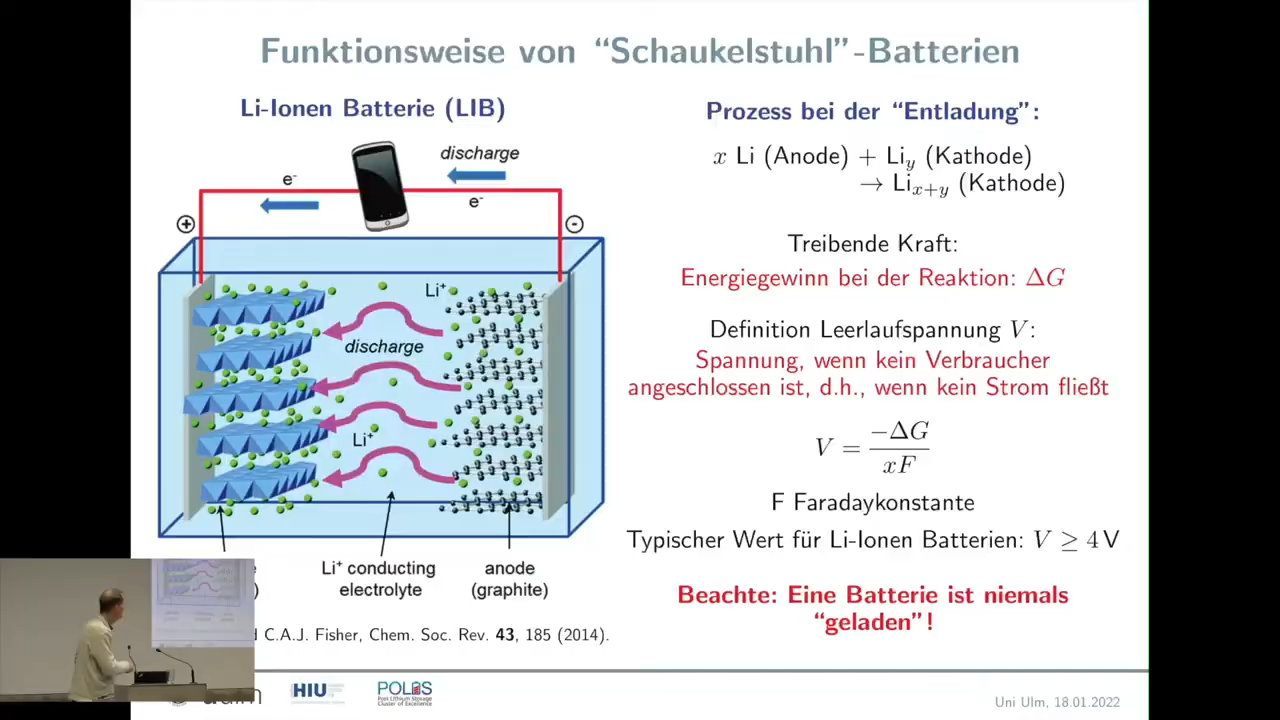 Funktionsweise von “Schaukelstuhl”-Batterien
Li-Ionen Batterie (LIB)
discharge
e-
e-
+
-
Li+
discharge
Li+
Li+ conducting
electrolyte
anode
(graphite)
C.A.J. Fisher, Chem. Soc. Rev. 43, 185 (2014).
Prozess bei der “Entladung”:
x Li (Anode) + Liy (Kathode)
→ Lix+y (Kathode)
Treibende Kraft:
Energiegewinn bei der Reaktion: ΔG
Definition Leerlaufspannung V:
Spannung, wenn kein Verbraucher
angeschlossen ist, d.h., wenn kein Strom fließt
V = −ΔG / xF
F Faradaykonstante
Typischer Wert für Li-Ionen Batterien: V ≥ 4 V
Beachte: Eine Batterie ist niemals
“geladen”!
HIU
POLiS
Post Lithium Storage
Cluster of Excellence
Uni Ulm, 18.01.2022